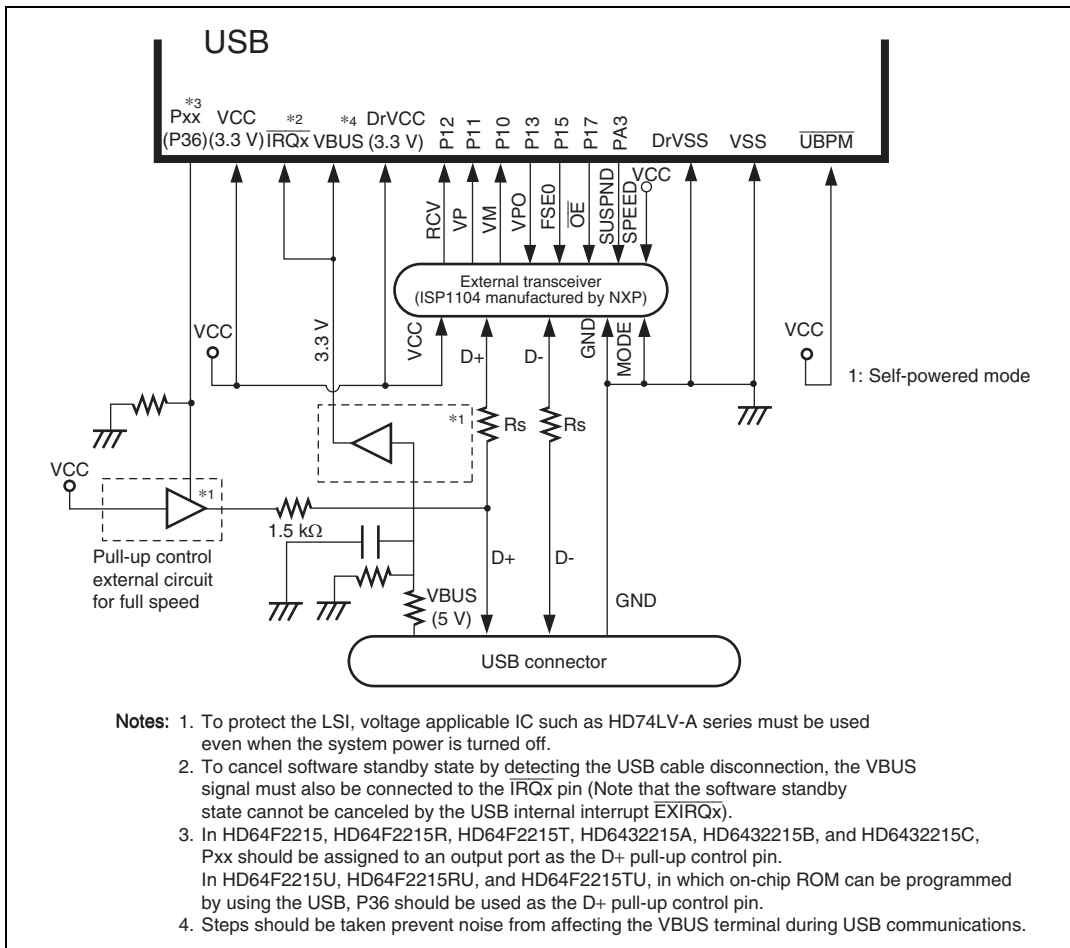 USB
Pxx *3
(P36)
VCC
(3.3 V)
*2
IRQx
*4
VBUS
DrVCC
(3.3 V)
P12
P11
P10
P13
P15
P17
PA3
DrVSS
VSS
UBPM
RCV
VP
VM
VPO
FSE0
OE
SUSPND
SPEED
VCC
External transceiver
(ISP1104 manufactured by NXP)
VCC
3.3 V
VCC
D+
D-
GND
MODE
VCC
1: Self-powered mode
*1
Rs
Rs
VCC
*1
1.5 kΩ
Pull-up control
external circuit
for full speed
D+
D-
VBUS
(5 V)
GND
USB connector
Notes: 1. To protect the LSI, voltage applicable IC such as HD74LV-A series must be used
even when the system power is turned off.
2. To cancel software standby state by detecting the USB cable disconnection, the VBUS
signal must also be connected to the IRQx pin (Note that the software standby
state cannot be canceled by the USB internal interrupt EXIRQx).
3. In HD64F2215, HD64F2215R, HD64F2215T, HD6432215A, HD6432215B, and HD6432215C,
Pxx should be assigned to an output port as the D+ pull-up control pin.
In HD64F2215U, HD64F2215RU, and HD64F2215TU, in which on-chip ROM can be programmed
by using the USB, P36 should be used as the D+ pull-up control pin.
4. Steps should be taken prevent noise from affecting the VBUS terminal during USB communications.